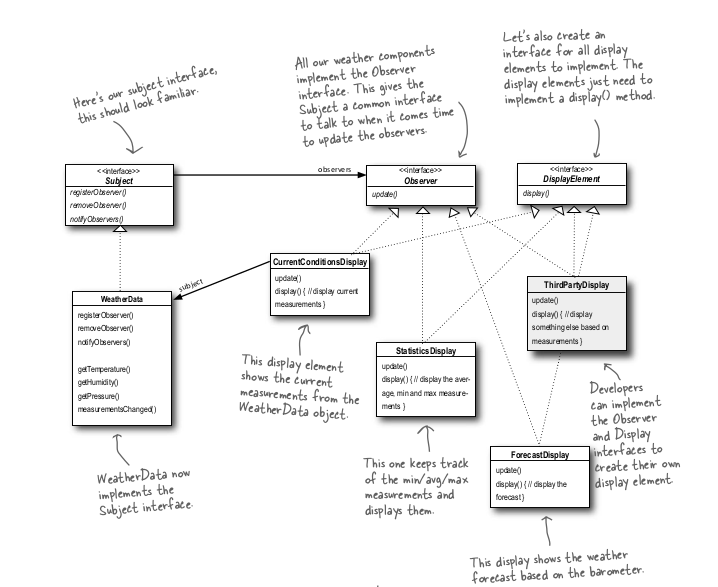 Here's our subject interface,
this should look familiar.
All our weather components
implement the Observer
interface. This gives the
Subject a common interface
to talk to when it comes time
to update the observers.
Let's also create an
interface for all display
elements to implement. The
display elements just need to
implement a display() method.
<<interface>>
Subject
registerObserver()
removeObserver()
notifyObservers()
observers
<<interface>>
Observer
update()
<<interface>>
DisplayElement
display()
subject
WeatherData
registerObserver()
removeObserver()
notifyObservers()
getTemperature()
getHumidity()
getPressure()
measurementsChanged()
CurrentConditionsDisplay
update()
display() { // display current
measurements }
ThirdPartyDisplay
update()
display() { // display
something else based on
measurements }
StatisticsDisplay
update()
display() { // display the aver-
age, min and max measure-
ments }
ForecastDisplay
update()
display() { // display the
forecast }
This display element
shows the current
measurements from the
WeatherData object.
Developers
can implement
the Observer
and Display
interfaces to
create their own
display element.
WeatherData now
implements the
Subject interface.
This one keeps track
of the min/avg/max
measurements and
displays them.
This display shows the weather
forecast based on the barometer.